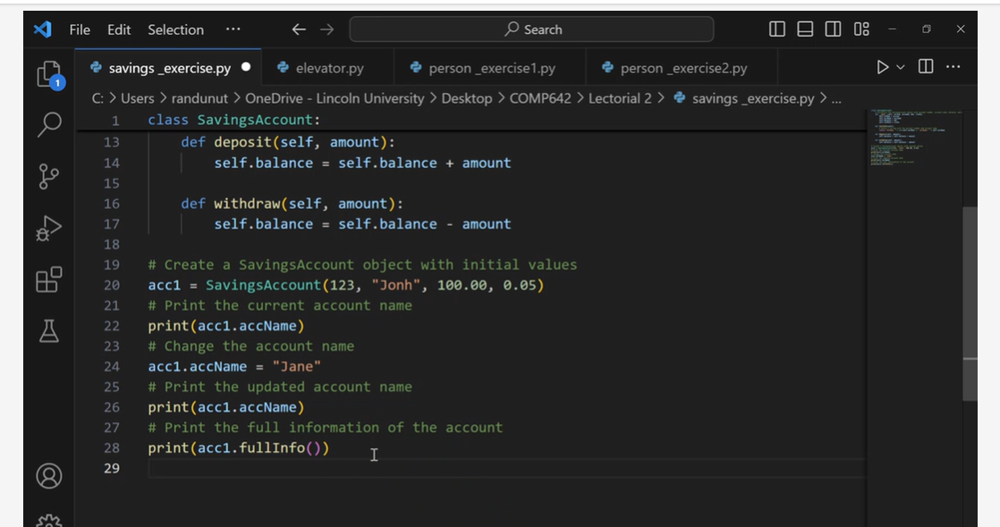 File Edit Selection ... Search
savings _exercise.py elevator.py person _exercise1.py person _exercise2.py
C: > Users > randunut > OneDrive - Lincoln University > Desktop > COMP642 > Lectorial 2 > savings _exercise.py > ...
1
1 class SavingsAccount:
13 def deposit(self, amount):
14 self.balance = self.balance + amount
15
16 def withdraw(self, amount):
17 self.balance = self.balance - amount
18
19 # Create a SavingsAccount object with initial values
20 acc1 = SavingsAccount(123, "Jonh", 100.00, 0.05)
21 # Print the current account name
22 print(acc1.accName)
23 # Change the account name
24 acc1.accName = "Jane"
25 # Print the updated account name
26 print(acc1.accName)
27 # Print the full information of the account
28 print(acc1.fullInfo())
29